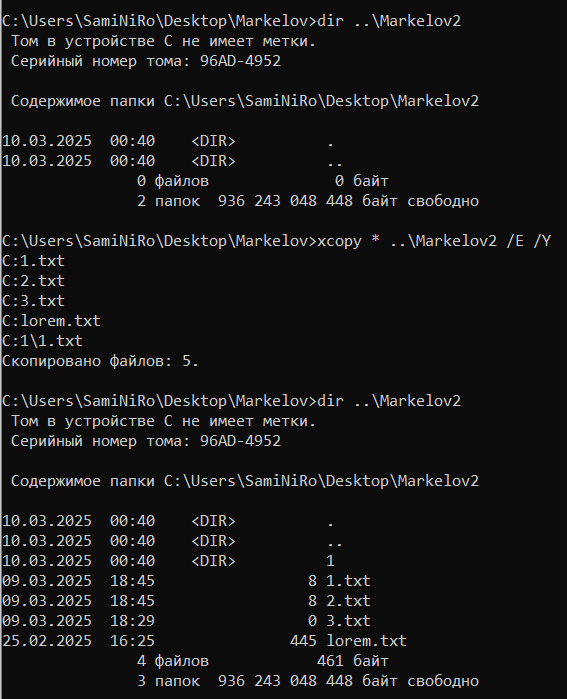 C:\Users\SamiNiRo\Desktop\Markelov>dir ..\Markelov2
Том в устройстве C не имеет метки.
Серийный номер тома: 96AD-4952
Содержимое папки C:\Users\SamiNiRo\Desktop\Markelov2
10.03.2025  00:40    <DIR>          .
10.03.2025  00:40    <DIR>          ..
0 файлов              0 байт
2 папок  936 243 048 448 байт свободно
C:\Users\SamiNiRo\Desktop\Markelov>xcopy * ..\Markelov2 /E /Y
C:1.txt
C:2.txt
C:3.txt
C:lorem.txt
C:1\1.txt
Скопировано файлов: 5.
C:\Users\SamiNiRo\Desktop\Markelov>dir ..\Markelov2
Том в устройстве C не имеет метки.
Серийный номер тома: 96AD-4952
Содержимое папки C:\Users\SamiNiRo\Desktop\Markelov2
10.03.2025  00:40    <DIR>          .
10.03.2025  00:40    <DIR>          ..
10.03.2025  00:40    <DIR>          1
09.03.2025  18:45                 8 1.txt
09.03.2025  18:45                 8 2.txt
09.03.2025  18:29                 0 3.txt
25.02.2025  16:25               445 lorem.txt
4 файлов            461 байт
3 папок  936 243 048 448 байт свободно